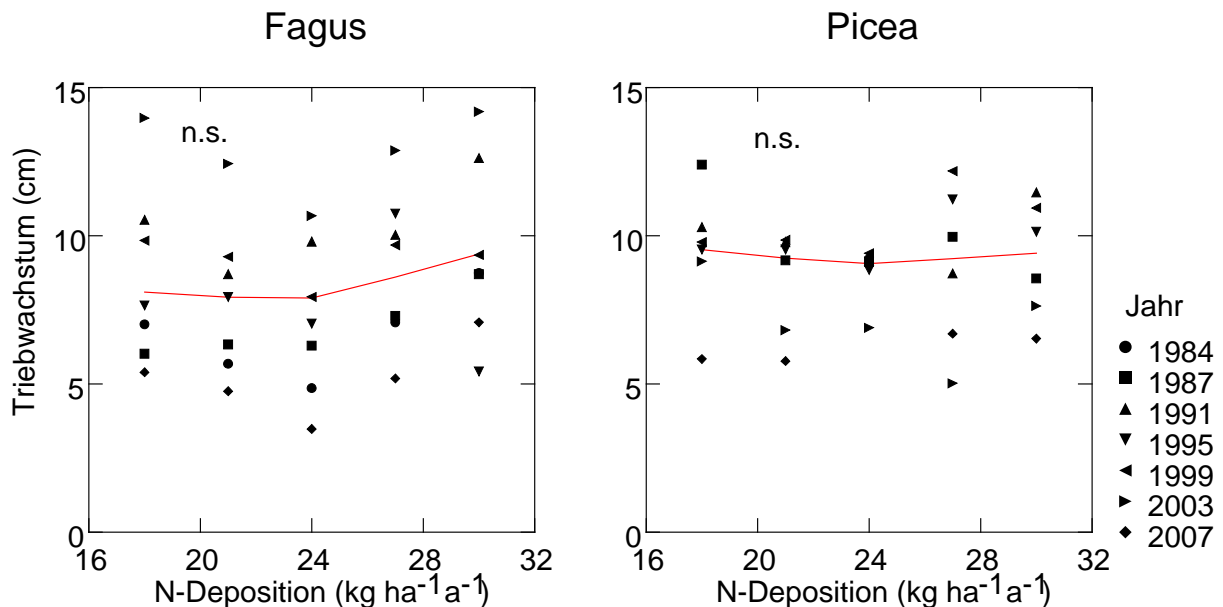 Fagus
Picea
15
10
5
0
Triebwachstum (cm)
n.s.
16 20 24 28 32
N-Deposition (kg ha⁻¹a⁻¹)
15
10
5
0
n.s.
16 20 24 28 32
N-Deposition (kg ha⁻¹a⁻¹)
Jahr
1984
1987
1991
1995
1999
2003
2007